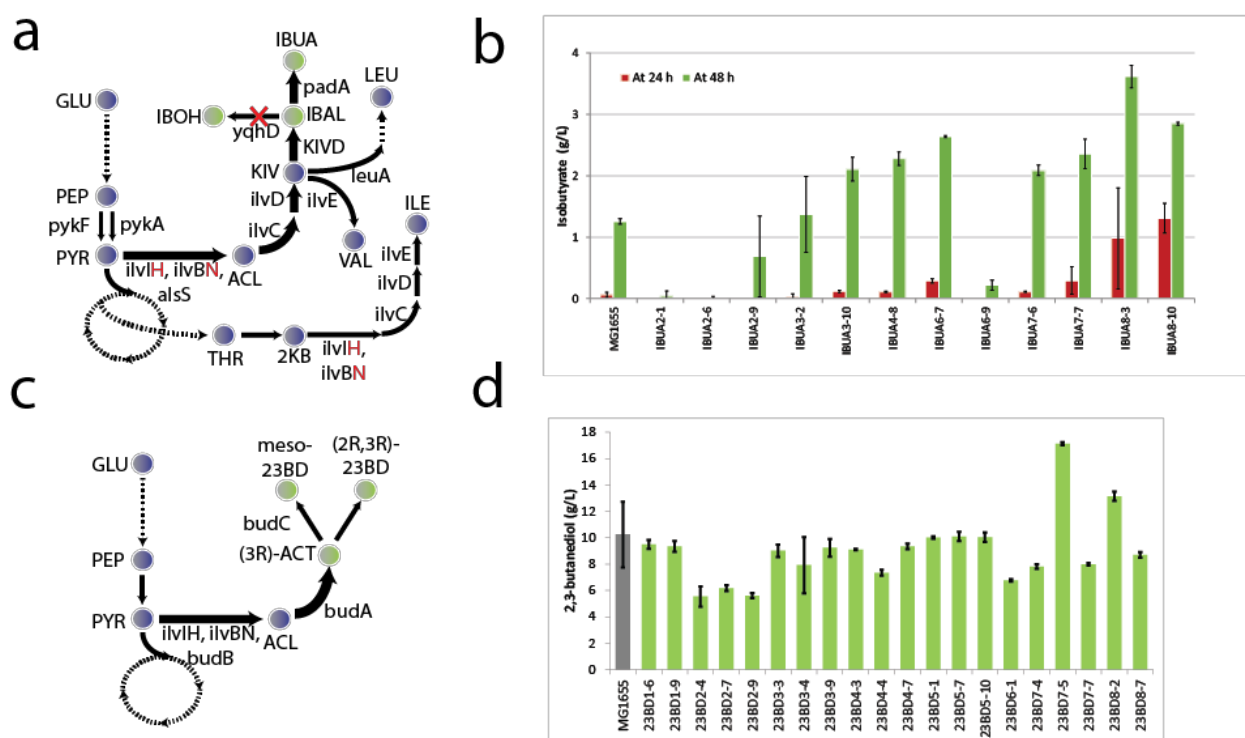 a
GLU
PEP
pykF
pykA
PYR
ilvIH, ilvBN,
alsS
ACL
ilvC
ilvD
KIV
KIVD
IBAL
padA
IBUA
IBOH
yqhD
LEU
leuA
ilvE
VAL
THR
2KB
ilvIH,
ilvBN
ilvC
ilvD
ilvE
ILE
b
Isobutyrate (g/L)
At 24 h
At 48 h
4
3
2
1
0
MG1655
IBUA2-1
IBUA2-6
IBUA2-9
IBUA3-2
IBUA3-10
IBUA4-8
IBUA6-7
IBUA6-9
IBUA7-6
IBUA7-7
IBUA8-3
IBUA8-10
c
GLU
PEP
PYR
ilvIH, ilvBN,
budB
ACL
budA
(3R)-ACT
budC
meso-
23BD
(2R,3R)-
23BD
d
2,3-butanediol (g/L)
18
16
14
12
10
8
6
4
2
0
MG1655
23BD1-6
23BD1-9
23BD2-4
23BD2-7
23BD2-9
23BD3-3
23BD3-4
23BD3-9
23BD4-3
23BD4-4
23BD4-7
23BD5-1
23BD5-7
23BD5-10
23BD6-1
23BD7-4
23BD7-5
23BD7-7
23BD8-2
23BD8-7